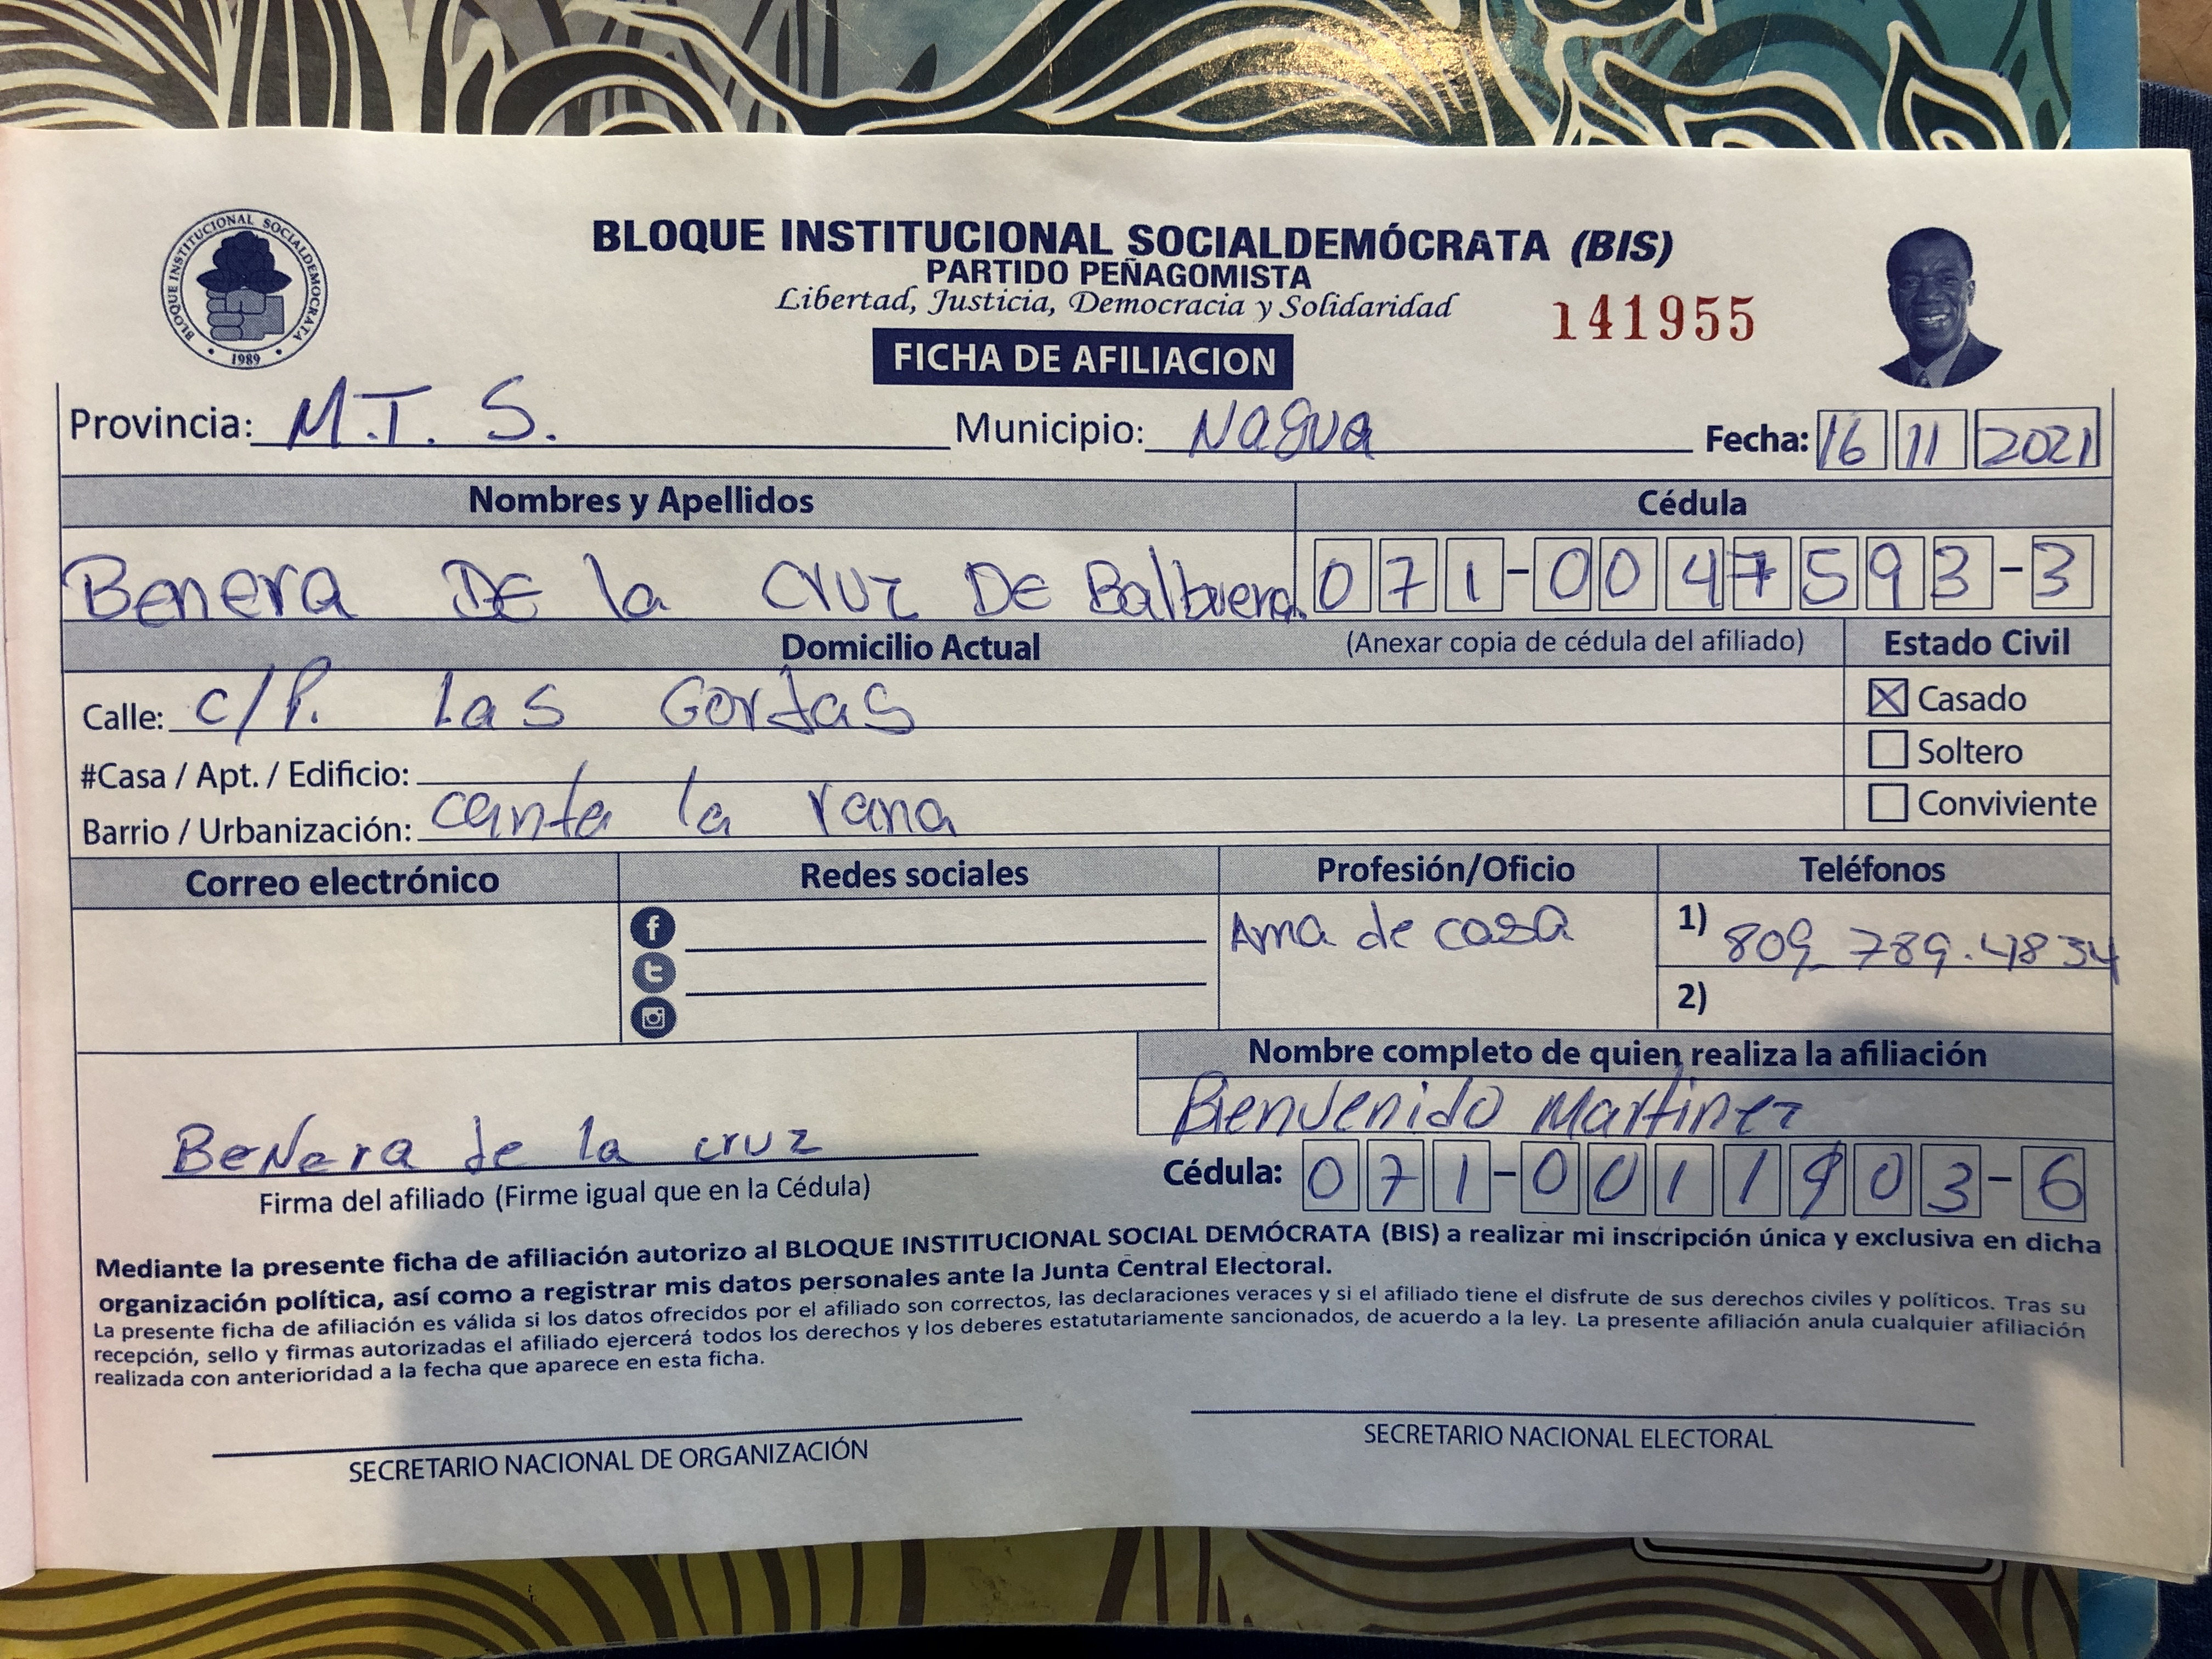 BLOQUE INSTITUCIONAL SOCIALDEMOCRATA
1989
BLOQUE INSTITUCIONAL SOCIALDEMÓCRATA (BIS)
PARTIDO PEÑAGOMISTA
Libertad, Justicia, Democracia y Solidaridad
141955
FICHA DE AFILIACION
Provincia: M.T. S. Municipio: Nagua Fecha: 16 11 2021
Nombres y Apellidos Cédula
Benera DE la cruz DE Balbuena 071-0047593-3
Domicilio Actual (Anexar copia de cédula del afiliado) Estado Civil
Calle: c/P. Las Gordas Casado
#Casa / Apt. / Edificio: Soltero
Barrio / Urbanización: canta la rana Conviviente
Correo electrónico Redes sociales Profesión/Oficio Teléfonos
Ama de casa 1) 809-789.4834
2)
Nombre completo de quien realiza la afiliación
Bienvenido Martinez
Benera de la cruz
Cédula: 071-0011903-6
Firma del afiliado (Firme igual que en la Cédula)
Mediante la presente ficha de afiliación autorizo al BLOQUE INSTITUCIONAL SOCIAL DEMÓCRATA (BIS) a realizar mi inscripción única y exclusiva en dicha
organización política, así como a registrar mis datos personales ante la Junta Central Electoral.
La presente ficha de afiliación es válida si los datos ofrecidos por el afiliado son correctos, las declaraciones veraces y si el afiliado tiene el disfrute de sus derechos civiles y políticos. Tras su
recepción, sello y firmas autorizadas el afiliado ejercerá todos los derechos y los deberes estatutariamente sancionados, de acuerdo a la ley. La presente afiliación anula cualquier afiliación
realizada con anterioridad a la fecha que aparece en esta ficha.
SECRETARIO NACIONAL DE ORGANIZACIÓN SECRETARIO NACIONAL ELECTORAL